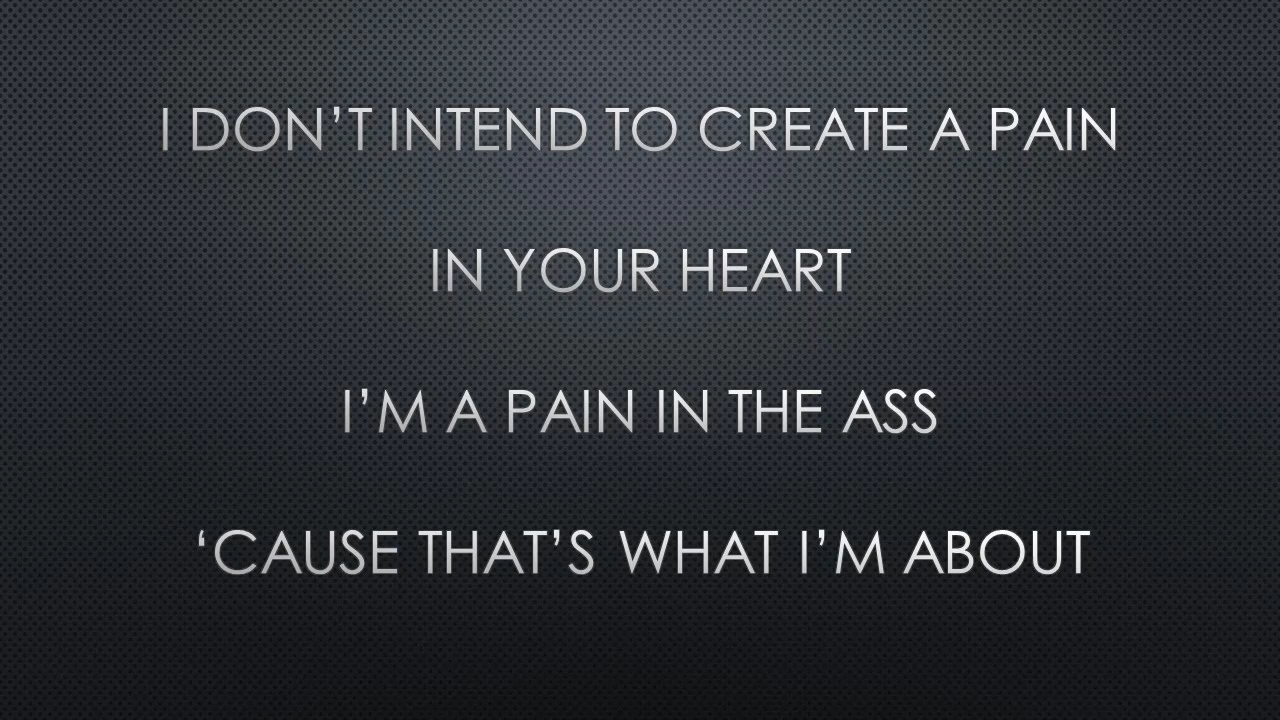 I DON’T INTEND TO CREATE A PAIN
IN YOUR HEART
I’M A PAIN IN THE ASS
‘CAUSE THAT’S WHAT I’M ABOUT